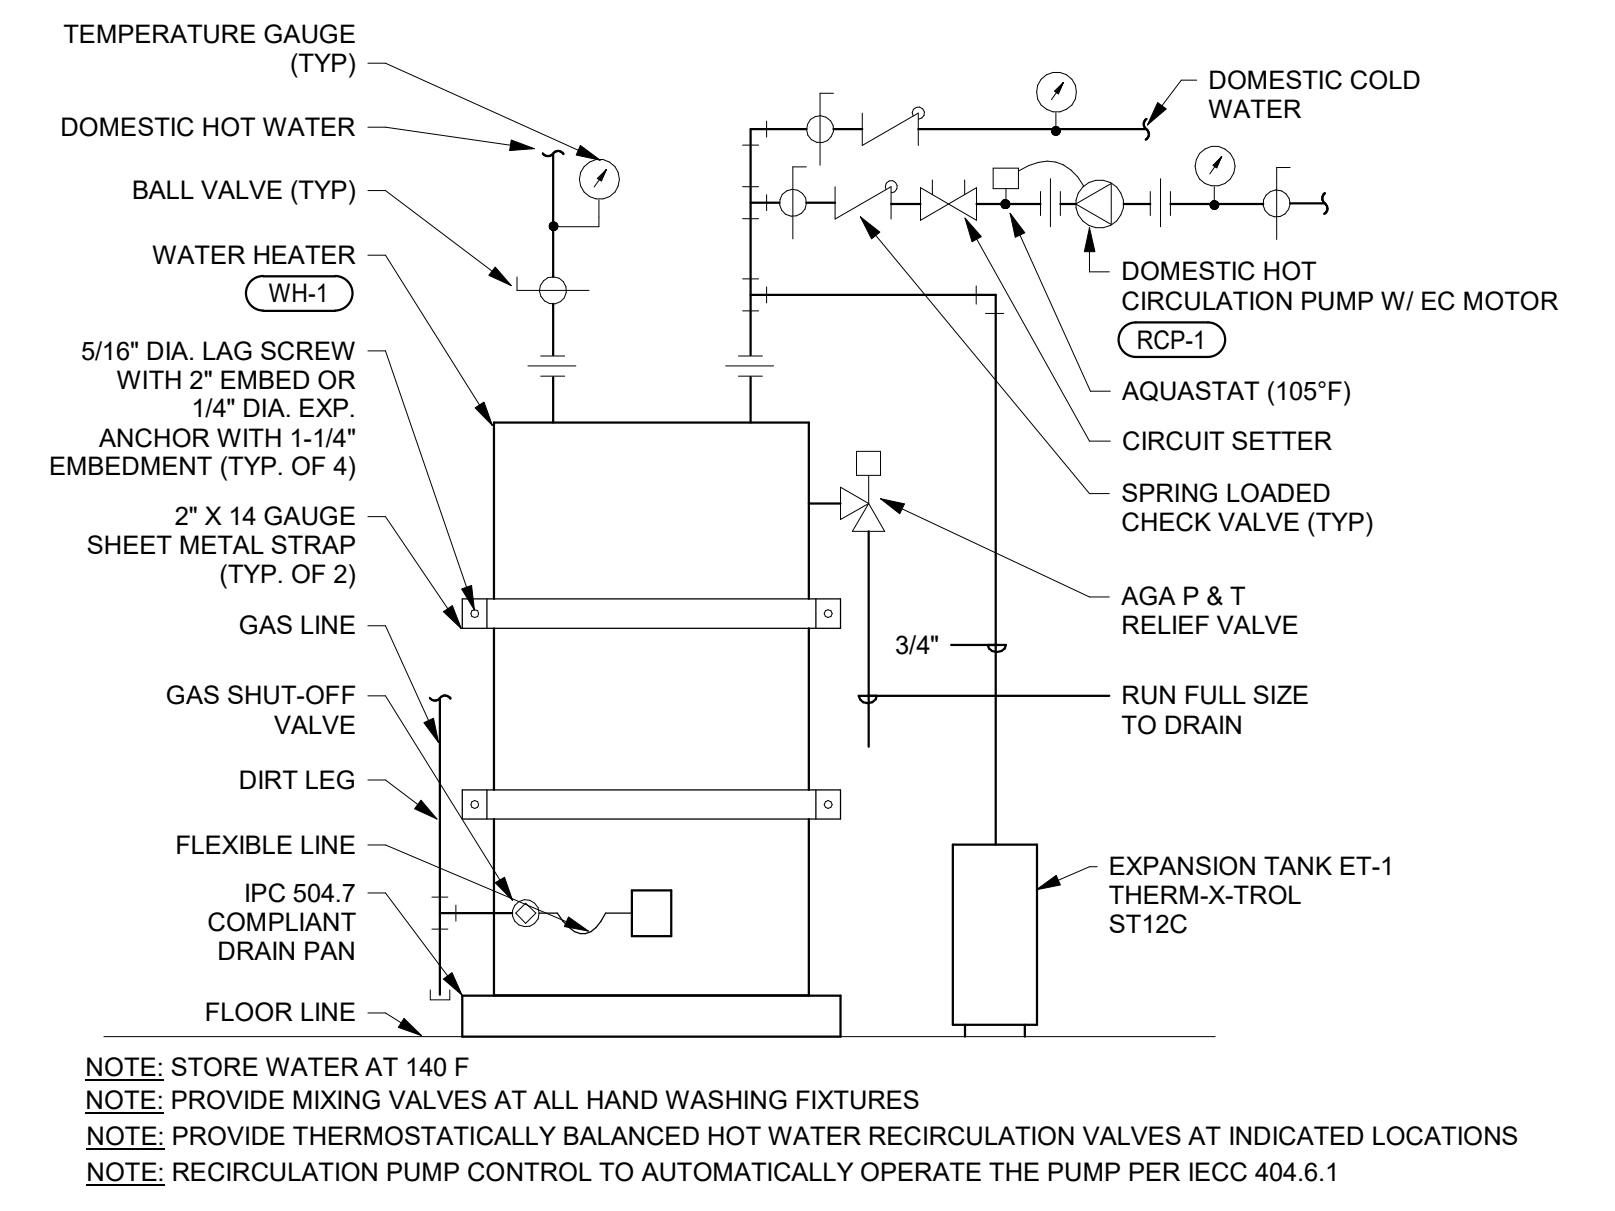 TEMPERATURE GAUGE
(TYP)
DOMESTIC HOT WATER
BALL VALVE (TYP)
WATER HEATER
WH-1
5/16" DIA. LAG SCREW
WITH 2" EMBED OR
1/4" DIA. EXP.
ANCHOR WITH 1-1/4"
EMBEDMENT (TYP. OF 4)
2" X 14 GAUGE
SHEET METAL STRAP
(TYP. OF 2)
GAS LINE
GAS SHUT-OFF
VALVE
DIRT LEG
FLEXIBLE LINE
IPC 504.7
COMPLIANT
DRAIN PAN
FLOOR LINE
DOMESTIC COLD
WATER
DOMESTIC HOT
CIRCULATION PUMP W/ EC MOTOR
RCP-1
AQUASTAT (105°F)
CIRCUIT SETTER
SPRING LOADED
CHECK VALVE (TYP)
AGA P & T
RELIEF VALVE
3/4"
RUN FULL SIZE
TO DRAIN
EXPANSION TANK ET-1
THERM-X-TROL
ST12C
NOTE: STORE WATER AT 140 F
NOTE: PROVIDE MIXING VALVES AT ALL HAND WASHING FIXTURES
NOTE: PROVIDE THERMOSTATICALLY BALANCED HOT WATER RECIRCULATION VALVES AT INDICATED LOCATIONS
NOTE: RECIRCULATION PUMP CONTROL TO AUTOMATICALLY OPERATE THE PUMP PER IECC 404.6.1